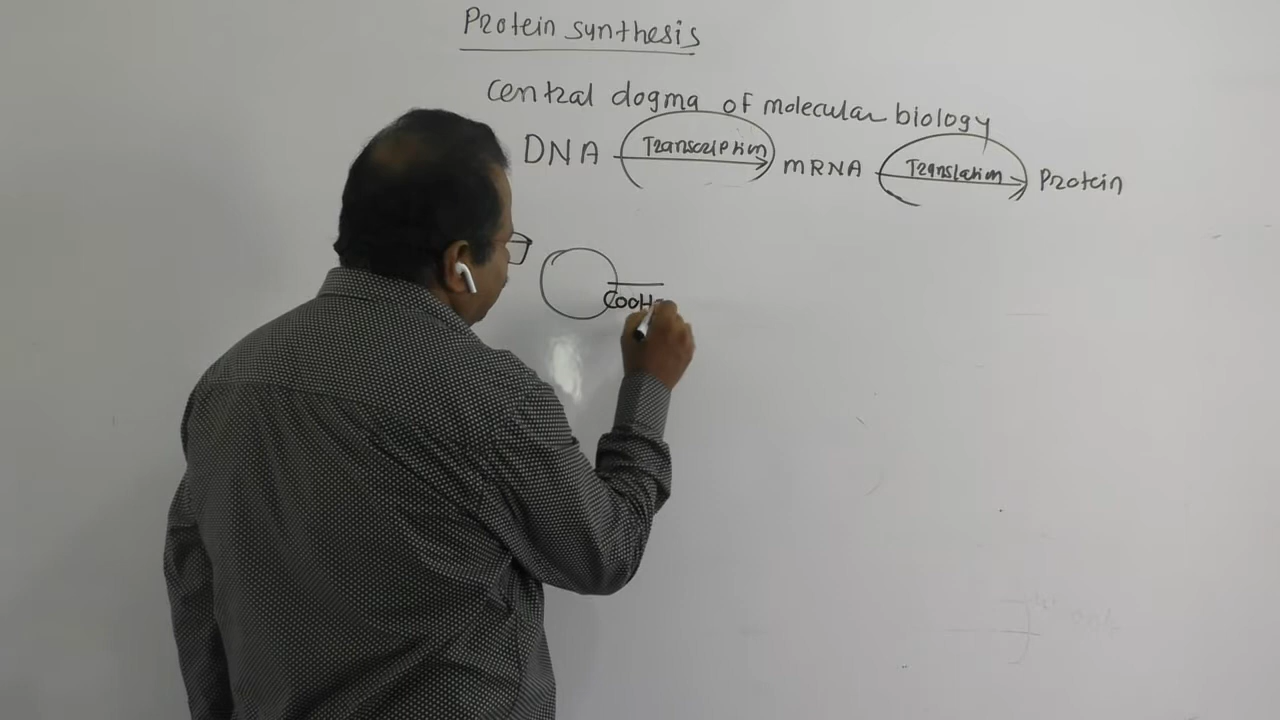 Protein synthesis
central dogma of molecular biology
DNA Transcription mRNA Translation Protein
COOH